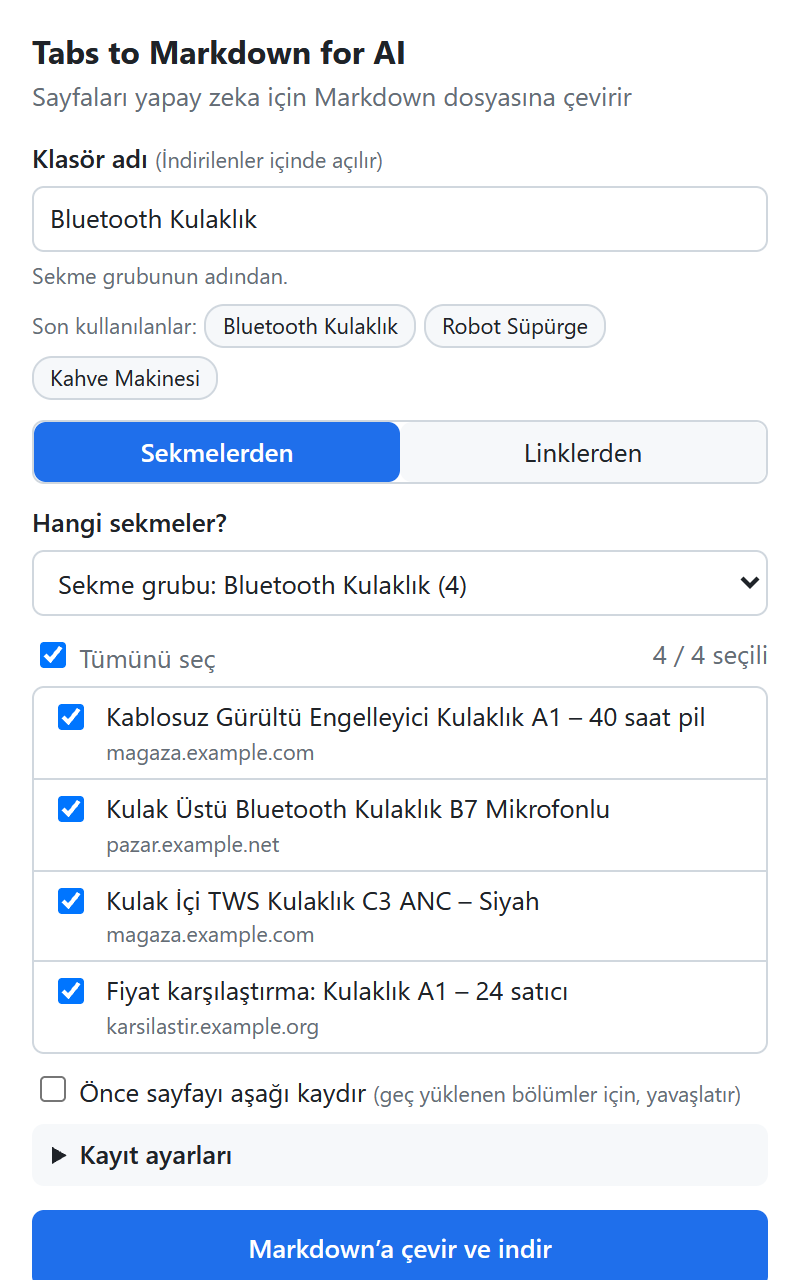 Tabs to Markdown for AI
Sayfaları yapay zeka için Markdown dosyasına çevirir
Klasör adı (İndirilenler içinde açılır)
Bluetooth Kulaklık
Sekme grubunun adından.
Son kullanılanlar: Bluetooth Kulaklık Robot Süpürge
Kahve Makinesi
Sekmelerden Linklerden
Hangi sekmeler?
Sekme grubu: Bluetooth Kulaklık (4)
Tümünü seç 4 / 4 seçili
Kablosuz Gürültü Engelleyici Kulaklık A1 – 40 saat pil
magaza.example.com
Kulak Üstü Bluetooth Kulaklık B7 Mikrofonlu
pazar.example.net
Kulak İçi TWS Kulaklık C3 ANC – Siyah
magaza.example.com
Fiyat karşılaştırma: Kulaklık A1 – 24 satıcı
karsilastir.example.org
Önce sayfayı aşağı kaydır (geç yüklenen bölümler için, yavaşlatır)
Kayıt ayarları
Markdown’a çevir ve indir